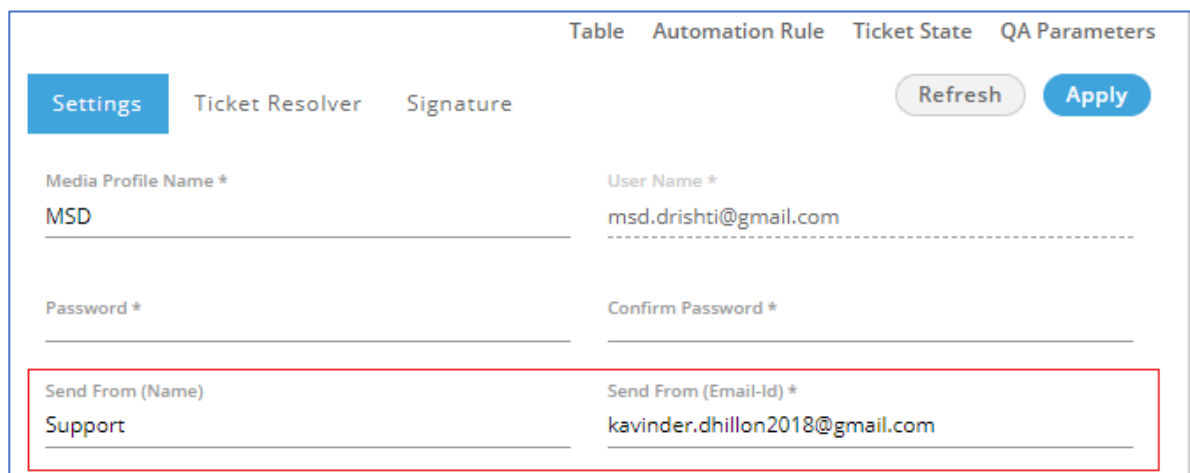 Table Automation Rule Ticket State QA Parameters
Settings Ticket Resolver Signature Refresh Apply
Media Profile Name * User Name *
MSD msd.drishti@gmail.com
Password * Confirm Password *
Send From (Name) Send From (Email-Id) *
Support kavinder.dhillon2018@gmail.com